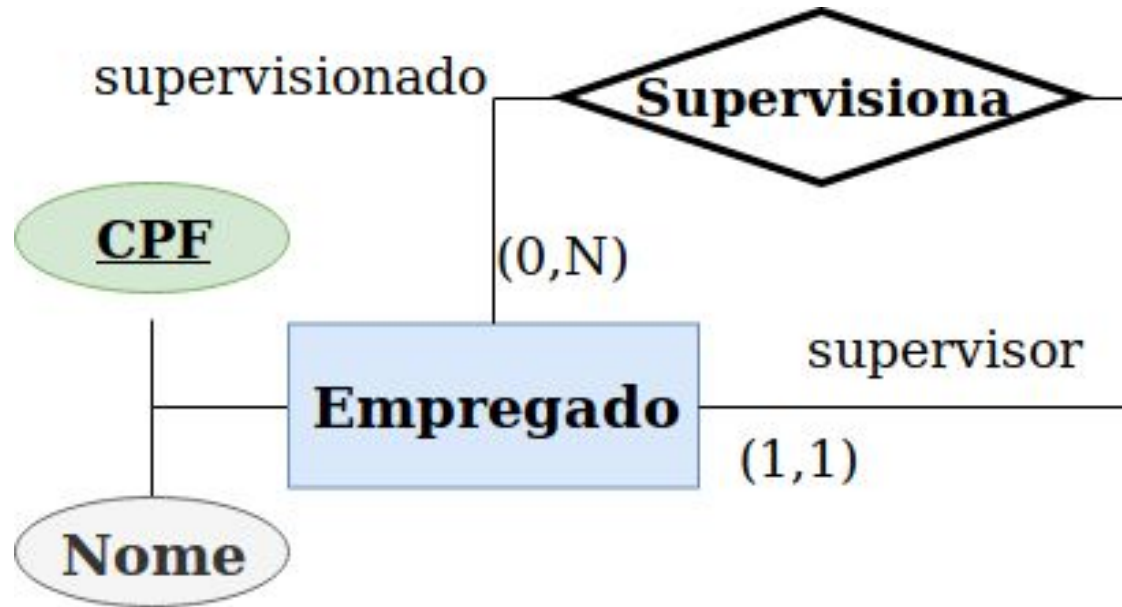 supervisionado
Supervisiona
CPF
(0,N)
supervisor
Empregado
(1,1)
Nome